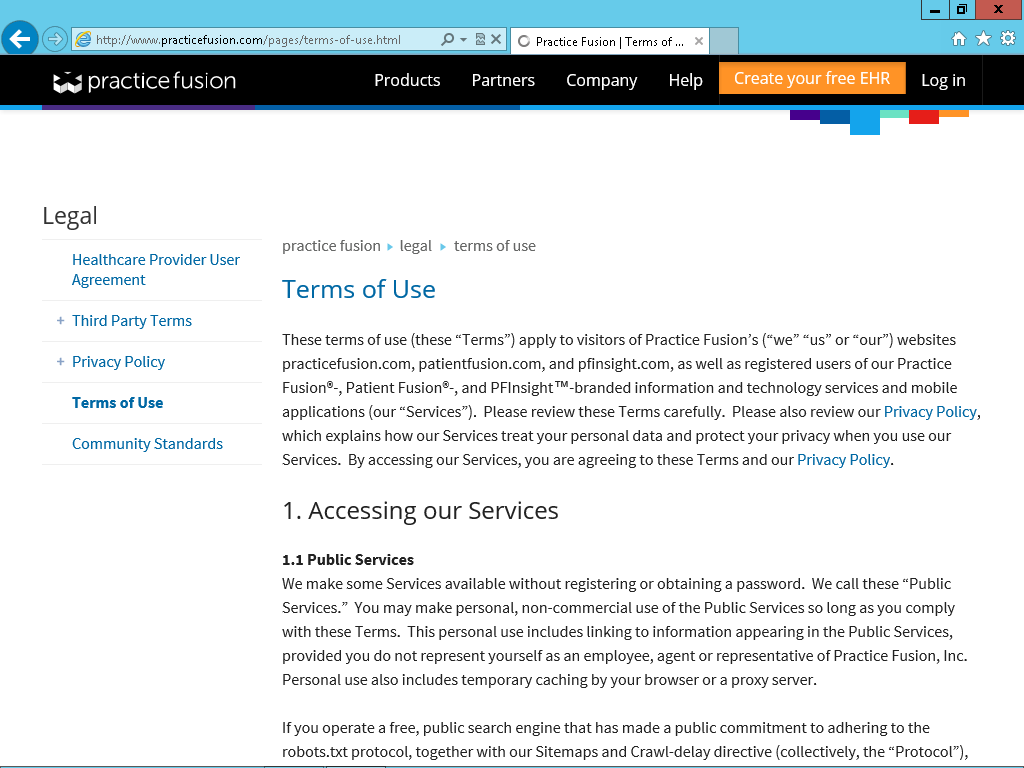 http://www.practicefusion.com/pages/terms-of-use.html
Practice Fusion | Terms of ...
practice fusion
Products
Partners
Company
Help
Create your free EHR
Log in
Legal
Healthcare Provider User
Agreement
+ Third Party Terms
+ Privacy Policy
Terms of Use
Community Standards
practice fusion ▸ legal ▸ terms of use
Terms of Use
These terms of use (these “Terms”) apply to visitors of Practice Fusion’s (“we” “us” or “our”) websites
practicefusion.com, patientfusion.com, and pfinsight.com, as well as registered users of our Practice
Fusion®-, Patient Fusion®-, and PFInsight™-branded information and technology services and mobile
applications (our “Services”).  Please review these Terms carefully.  Please also review our Privacy Policy,
which explains how our Services treat your personal data and protect your privacy when you use our
Services.  By accessing our Services, you are agreeing to these Terms and our Privacy Policy.
1. Accessing our Services
1.1 Public Services
We make some Services available without registering or obtaining a password.  We call these “Public
Services.”  You may make personal, non-commercial use of the Public Services so long as you comply
with these Terms.  This personal use includes linking to information appearing in the Public Services,
provided you do not represent yourself as an employee, agent or representative of Practice Fusion, Inc.
Personal use also includes temporary caching by your browser or a proxy server.
If you operate a free, public search engine that has made a public commitment to adhering to the
robots.txt protocol, together with our Sitemaps and Crawl-delay directive (collectively, the “Protocol”),